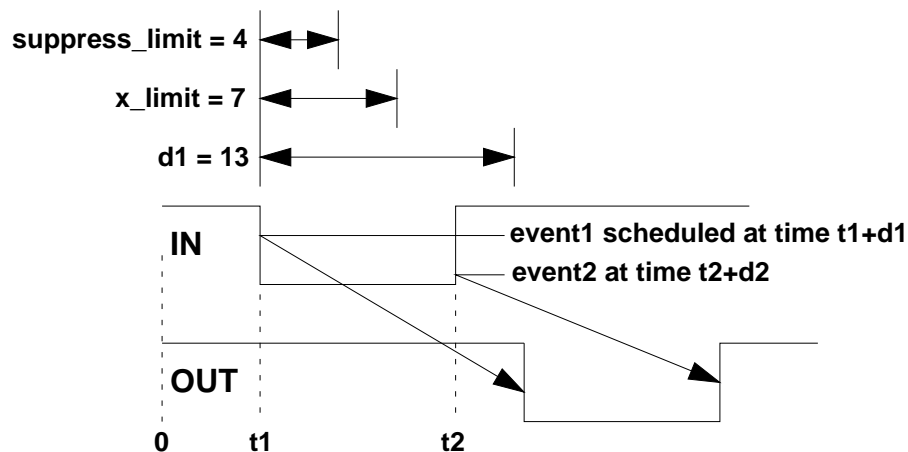 suppress_limit = 4
x_limit = 7
d1 = 13
IN
event1 scheduled at time t1+d1
event2 at time t2+d2
OUT
0 t1 t2